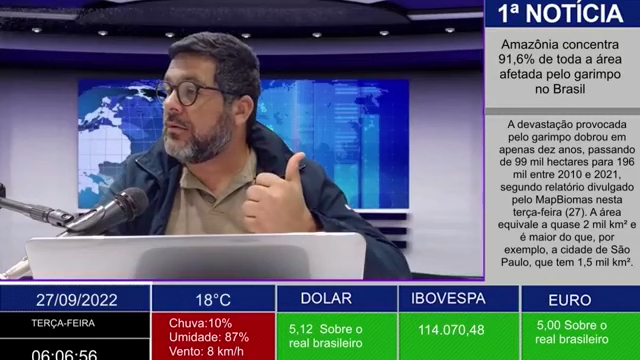 1ª NOTÍCIA
Amazônia concentra
91,6% de toda a área
afetada pelo garimpo
no Brasil
A devastação provocada
pelo garimpo dobrou em
apenas dez anos, passando
de 99 mil hectares para 196
mil entre 2010 e 2021,
segundo relatório divulgado
pelo MapBiomas nesta
terça-feira (27). A área
equivale a quase 2 mil km² e
é maior do que, por
exemplo, a cidade de São
Paulo, que tem 1,5 mil km².
27/09/2022
TERÇA-FEIRA
06:06:56
18°C
Chuva:10%
Umidade: 87%
Vento: 8 km/h
DOLAR
5,12 Sobre o
real brasileiro
IBOVESPA
114.070,48
EURO
5,00 Sobre o
real brasileiro